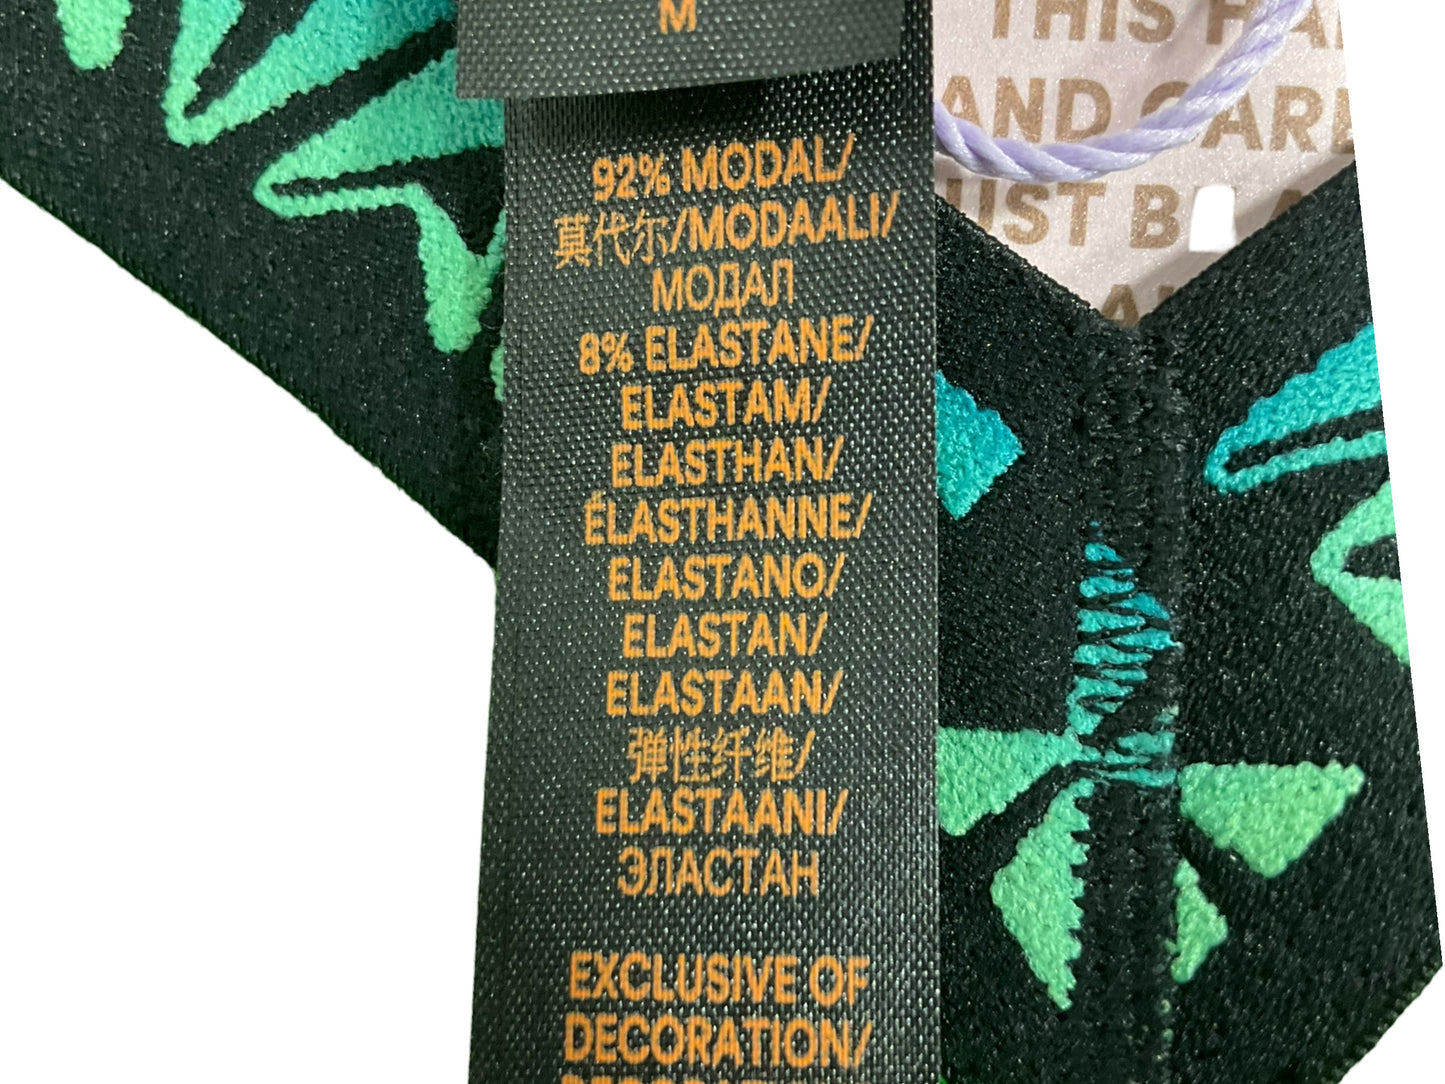 M
92% MODAL/
莫代尔/MODAALI/
МОДАЛ
8% ELASTANE/
ELASTAM/
ELASTHAN/
ÉLASTHANNE/
ELASTANO/
ELASTAN/
ELASTAAN/
弹性纤维/
ELASTAANI/
ЭЛАСТАН
EXCLUSIVE OF
DECORATION/
THIS
AND